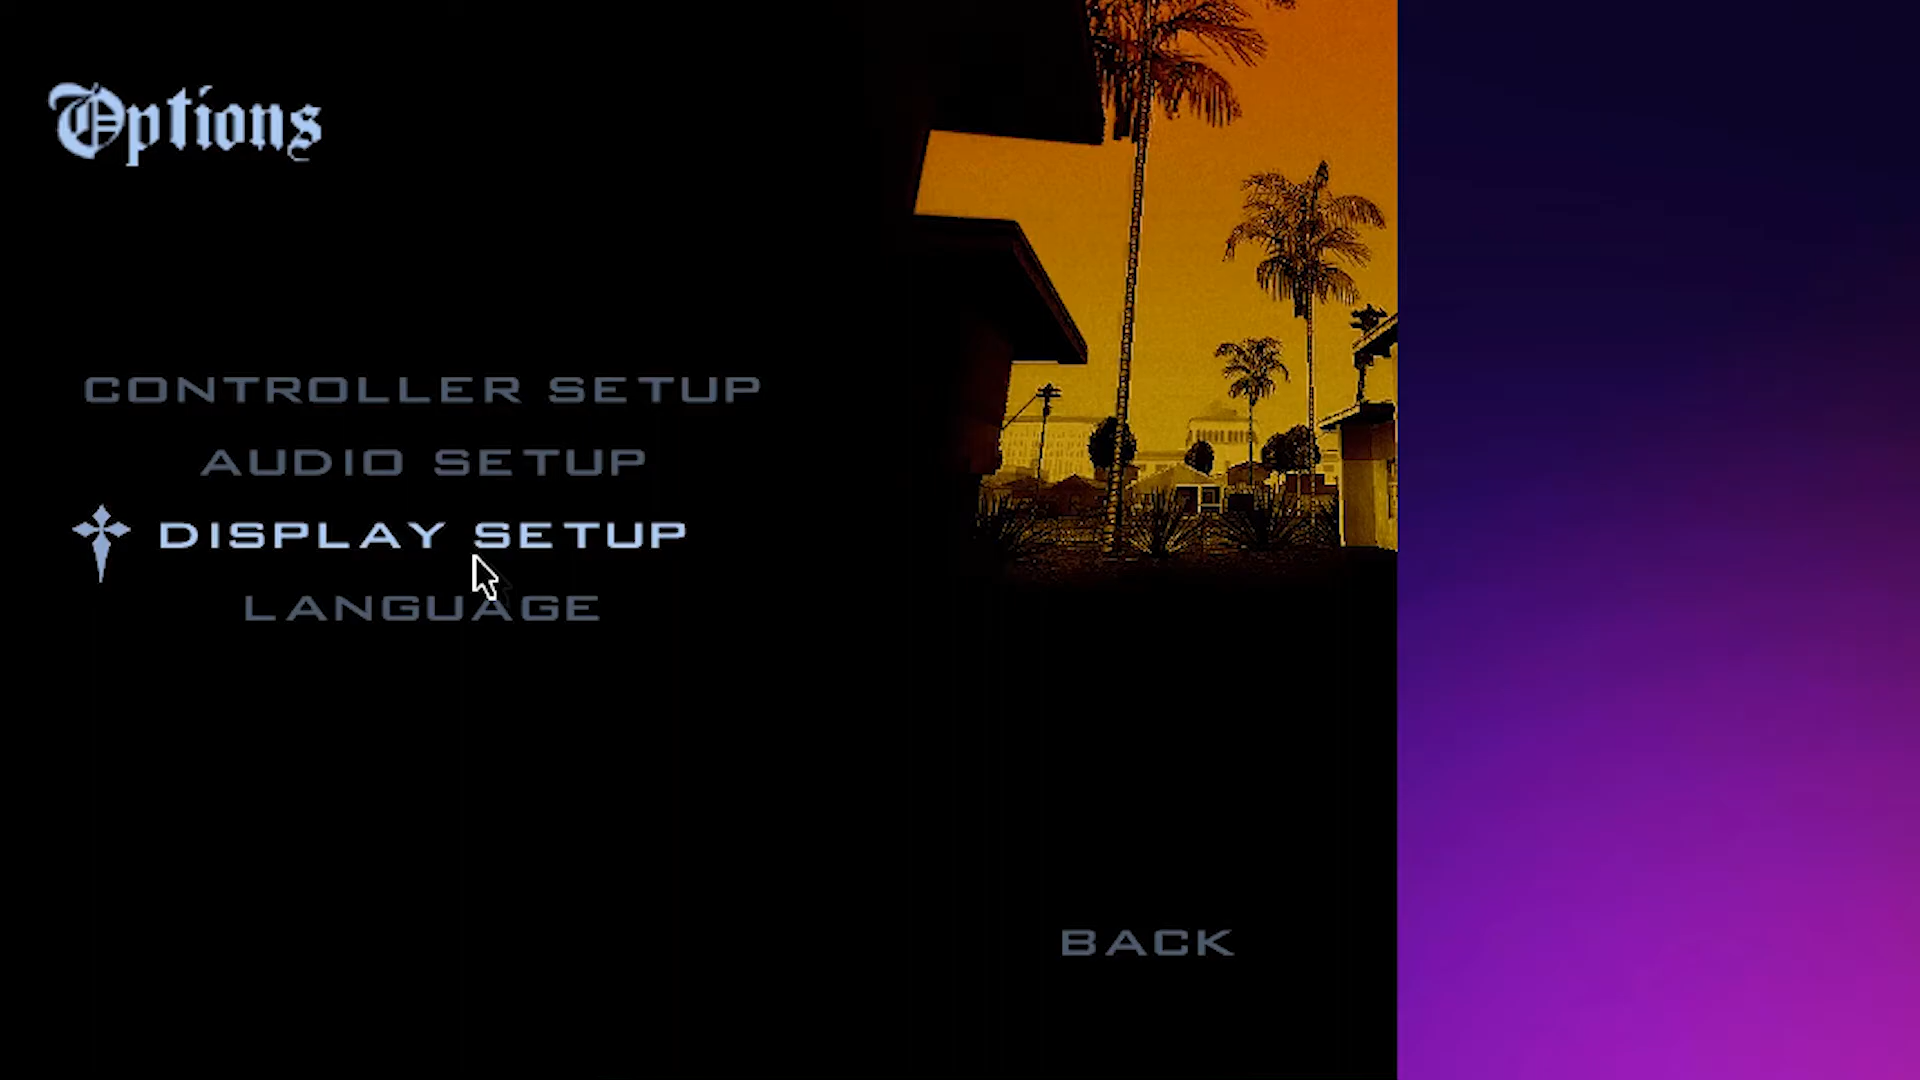 Options
CONTROLLER SETUP
AUDIO SETUP
DISPLAY SETUP
LANGUAGE
BACK